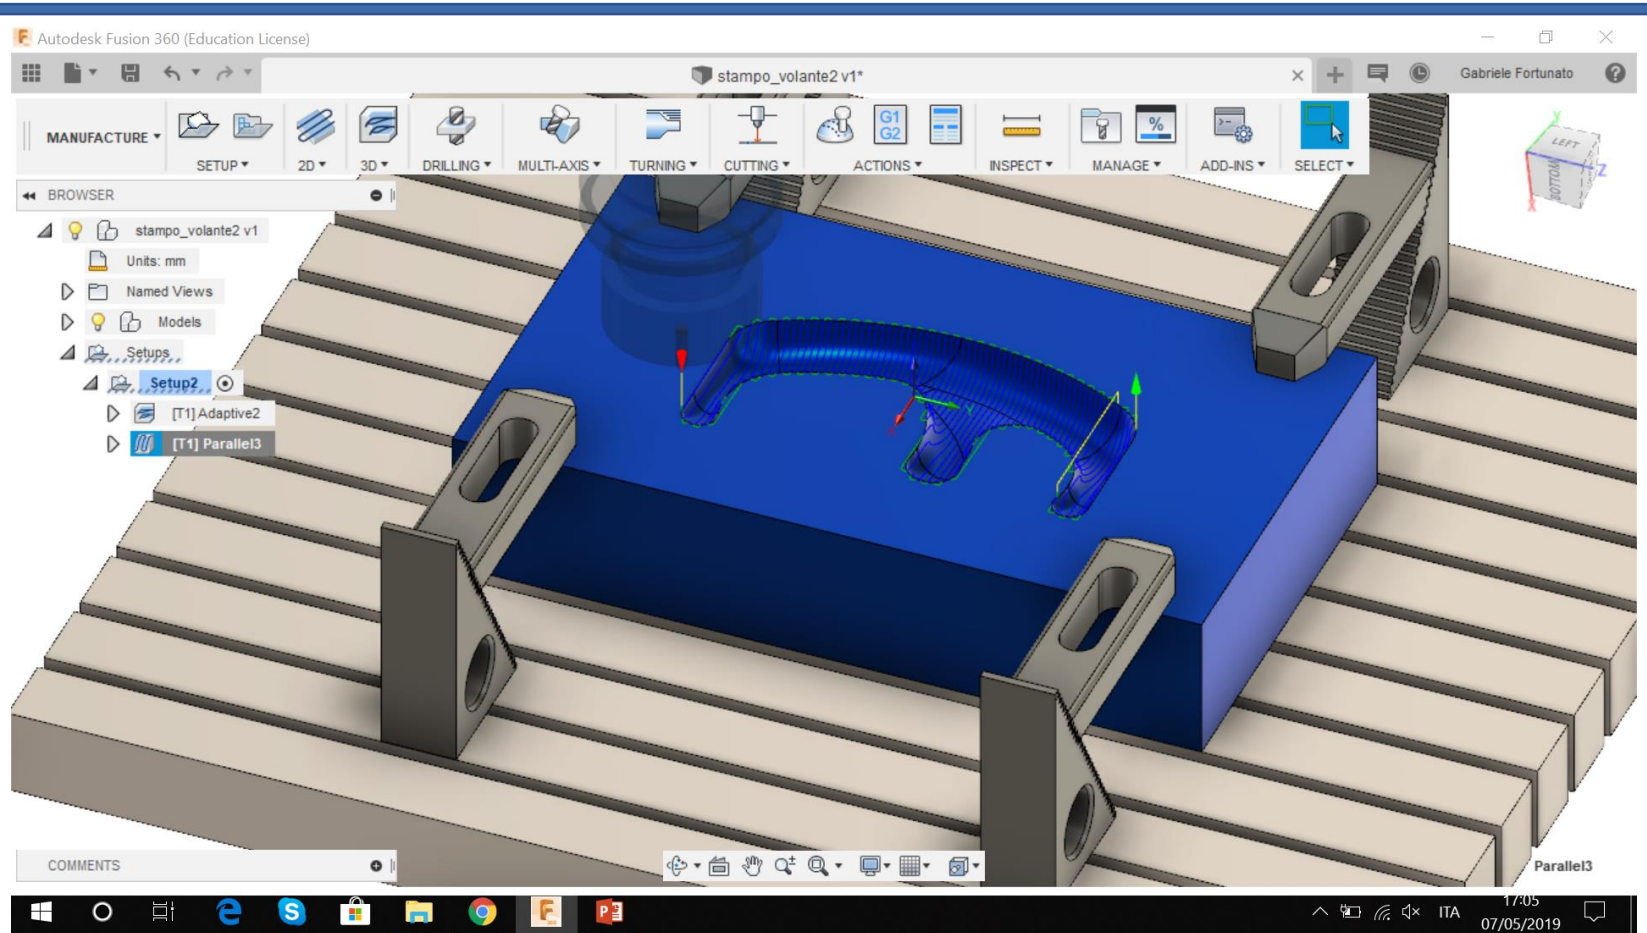 Autodesk Fusion 360 (Education License)
stampo_volante2 v1*
Gabriele Fortunato
MANUFACTURE
G1
G2
%
SETUP
2D
3D
DRILLING
MULTI-AXIS
TURNING
CUTTING
ACTIONS
INSPECT
MANAGE
ADD-INS
SELECT
Y
LEFT
BOTTOM
Z
X
BROWSER
stampo_volante2 v1
Units: mm
Named Views
Models
Setups
Setup2
[T1] Adaptive2
[T1] Parallel3
Y
X
COMMENTS
Parallel3
ITA
17:05
07/05/2019